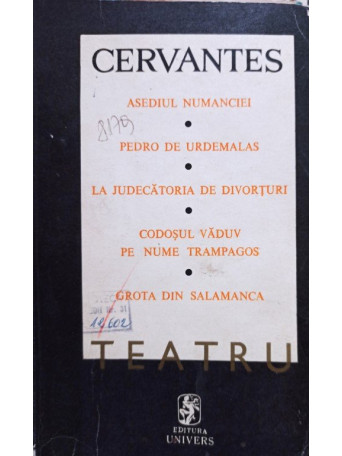 CERVANTES
ASEDIUL NUMANCIEI
8179
PEDRO DE URDEMALAS
LA JUDECĂTORIA DE DIVORȚURI
CODOȘUL VĂDUV
PE NUME TRAMPAGOS
GROTA DIN SALAMANCA
TEATRU
EDITURA
UNIVERS